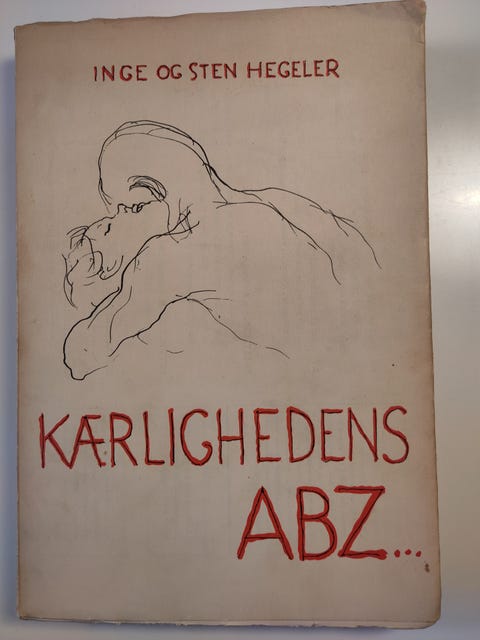 INGE OG STEN HEGELER
KÆRLIGHEDENS
ABZ...